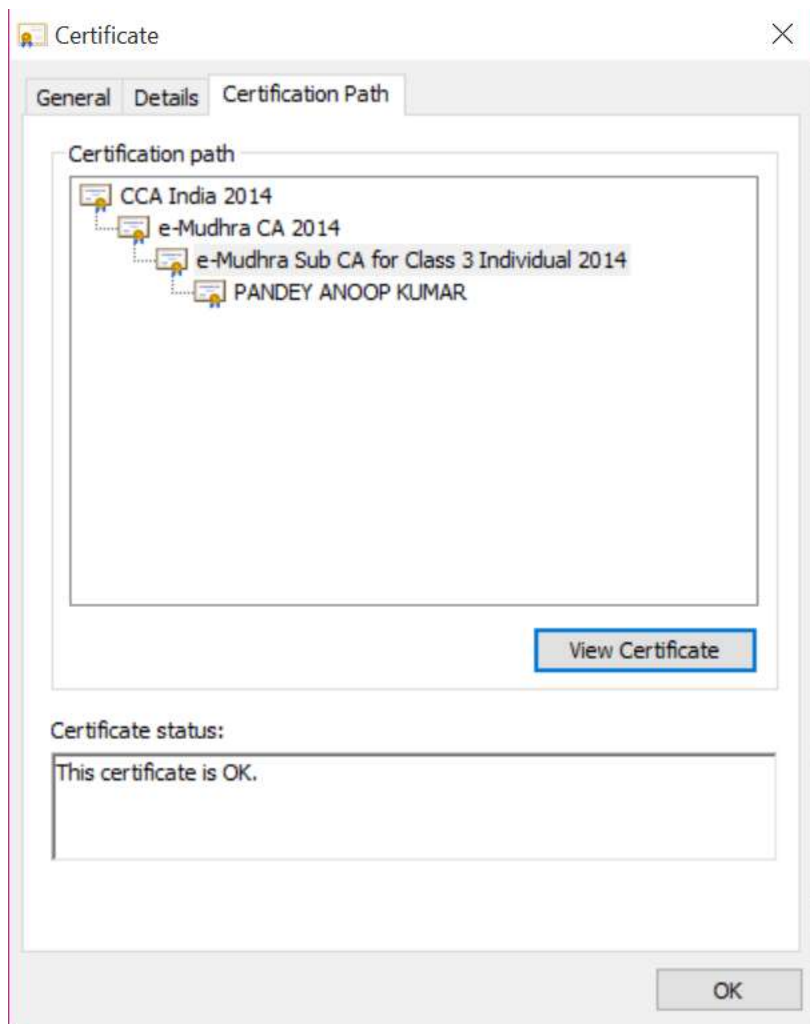 Certificate
General Details Certification Path
Certification path
CCA India 2014
e-Mudhra CA 2014
e-Mudhra Sub CA for Class 3 Individual 2014
PANDEY ANOOP KUMAR
View Certificate
Certificate status:
This certificate is OK.
OK